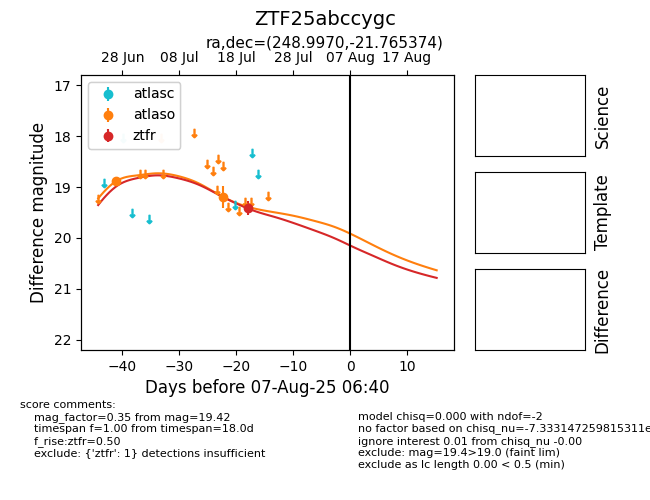 ZTF25abccygc
ra,dec=(248.9970,-21.765374)
28 Jun 08 Jul 18 Jul 28 Jul 07 Aug 17 Aug
atlasc
atlaso
ztfr
17
18
19
20
21
22
Difference magnitude
−40 −30 −20 −10 0 10
Days before 07-Aug-25 06:40
Science
Template
Difference
score comments:
mag_factor=0.35 from mag=19.42
timespan f=1.00 from timespan=18.0d
f_rise:ztfr=0.50
exclude: {'ztfr': 1} detections insufficient
model chisq=0.000 with ndof=-2
no factor based on chisq_nu=-7.333147259815311e
ignore interest 0.01 from chisq_nu -0.00
exclude: mag=19.4>19.0 (faint lim)
exclude as lc length 0.00 < 0.5 (min)